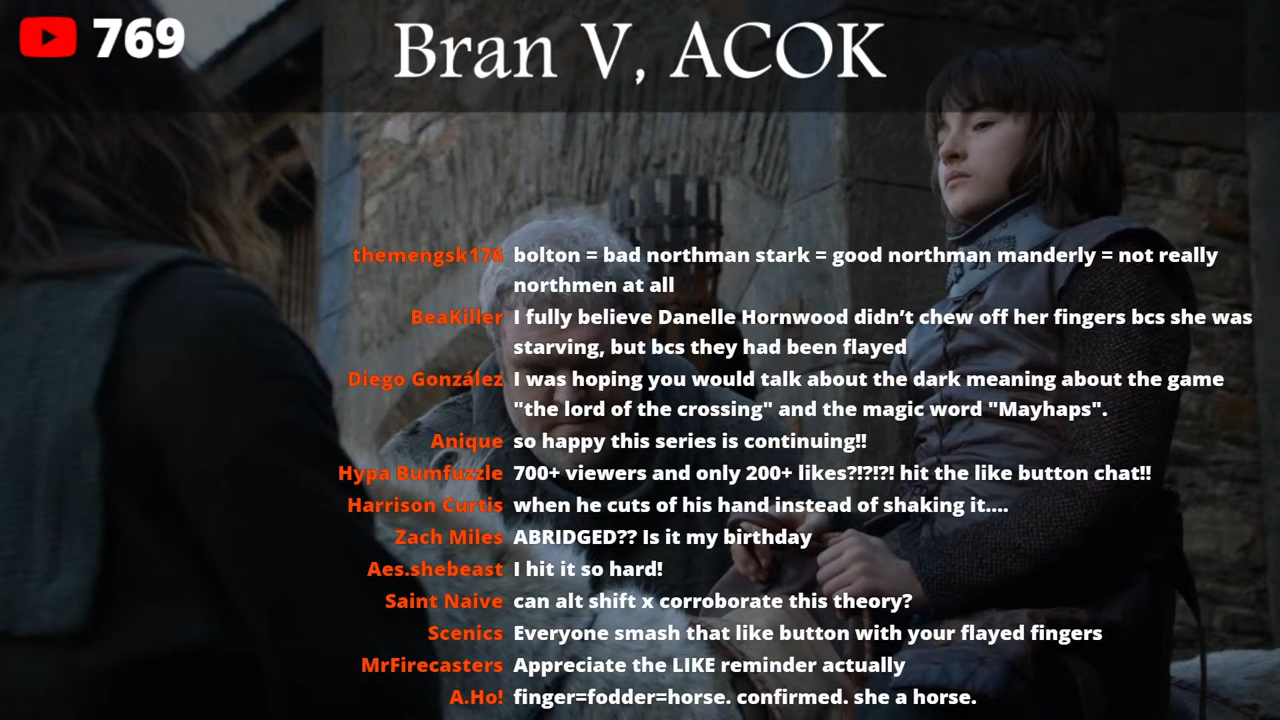 769
Bran V, ACOK
themengsk176 bolton = bad northman stark = good northman manderly = not really
northmen at all
BeaKiller I fully believe Danelle Hornwood didn’t chew off her fingers bcs she was
starving, but bcs they had been flayed
Diego González I was hoping you would talk about the dark meaning about the game
"the lord of the crossing" and the magic word "Mayhaps".
Anique so happy this series is continuing!!
Hypa Bumfuzzle 700+ viewers and only 200+ likes?!?!?! hit the like button chat!!
Harrison Curtis when he cuts of his hand instead of shaking it....
Zach Miles ABRIDGED?? Is it my birthday
Aes.shebeast I hit it so hard!
Saint Naive can alt shift x corroborate this theory?
Scenics Everyone smash that like button with your flayed fingers
MrFirecasters Appreciate the LIKE reminder actually
A.Ho! finger=fodder=horse. confirmed. she a horse.